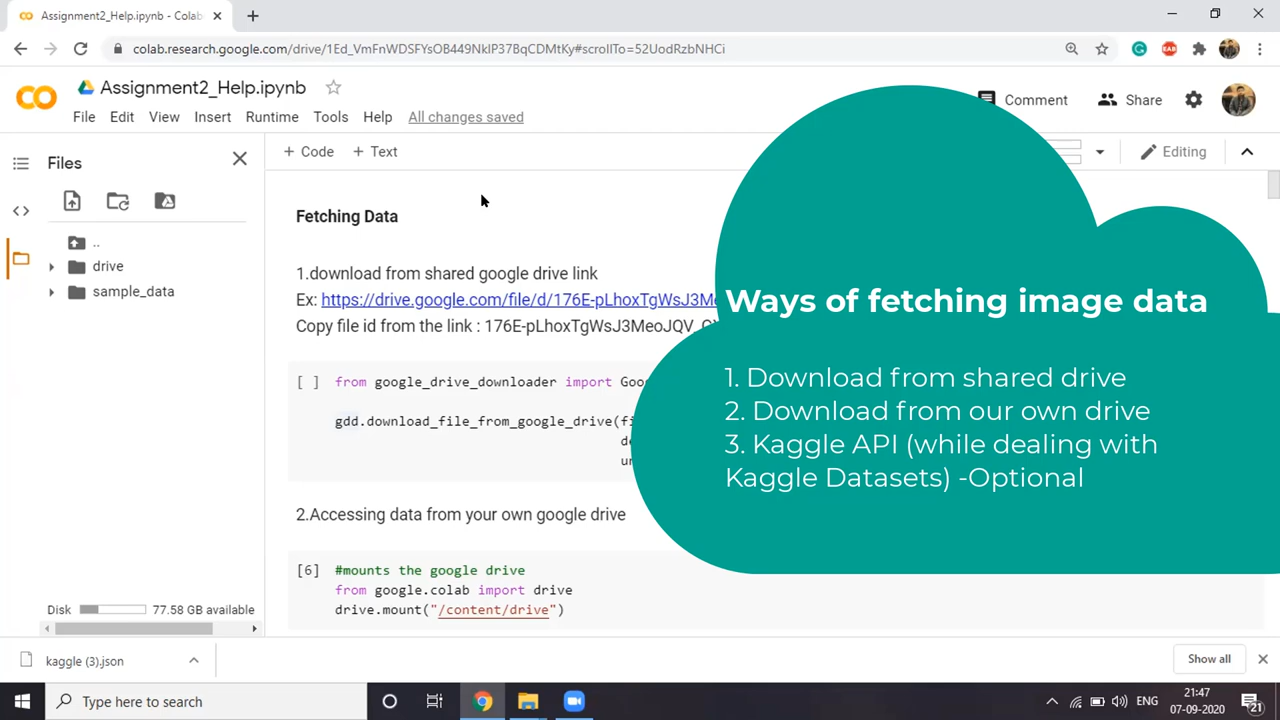 Assignment2_Help.ipynb - Colab
colab.research.google.com/drive/1Ed_VmFnWDSFYsOB449NklP37BqCDMtKy#scrollTo=52UodRzbNHCi
Assignment2_Help.ipynb
Comment
Share
File Edit View Insert Runtime Tools Help All changes saved
Files
+ Code + Text
Editing
..
drive
sample_data
Disk 77.58 GB available
Fetching Data
1.download from shared google drive link
Ex: https://drive.google.com/file/d/176E-pLhoxTgWsJ3M
Copy file id from the link : 176E-pLhoxTgWsJ3MeoJQV_
[ ] from google_drive_downloader import Goo
gdd.download_file_from_google_drive(fi
de
un
2.Accessing data from your own google drive
[6] #mounts the google drive
from google.colab import drive
drive.mount("/content/drive")
Ways of fetching image data
1. Download from shared drive
2. Download from our own drive
3. Kaggle API (while dealing with
Kaggle Datasets) -Optional
kaggle (3).json
Show all
Type here to search
ENG
21:47
07-09-2020
21